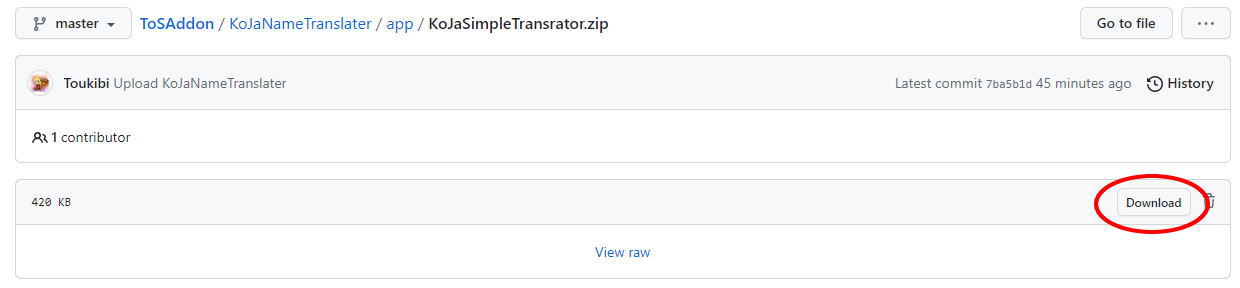 master ToSAddon / KoJaNameTranslater / app / KoJaSimpleTransrator.zip Go to file ...
Toukibi Upload KoJaNameTranslater Latest commit 7ba5b1d 45 minutes ago History
1 contributor
420 KB Download
View raw